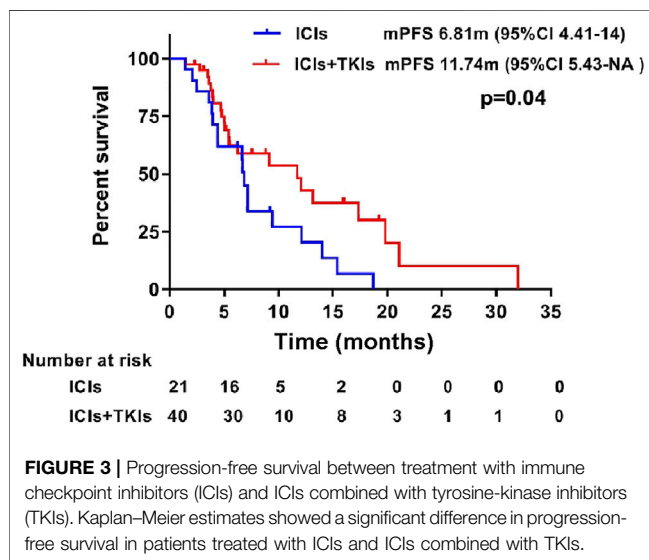 ICIs mPFS 6.81m (95%CI 4.41-14)
ICIs+TKIs mPFS 11.74m (95%CI 5.43-NA )
p=0.04
100
75
50
25
0
Percent survival
0 5 10 15 20 25 30 35
Time (months)
Number at risk
ICIs 21 16 5 2 0 0 0 0
ICIs+TKIs 40 30 10 8 3 1 1 0
FIGURE 3 | Progression-free survival between treatment with immune
checkpoint inhibitors (ICIs) and ICIs combined with tyrosine-kinase inhibitors
(TKIs). Kaplan–Meier estimates showed a significant difference in progression-
free survival in patients treated with ICIs and ICIs combined with TKIs.